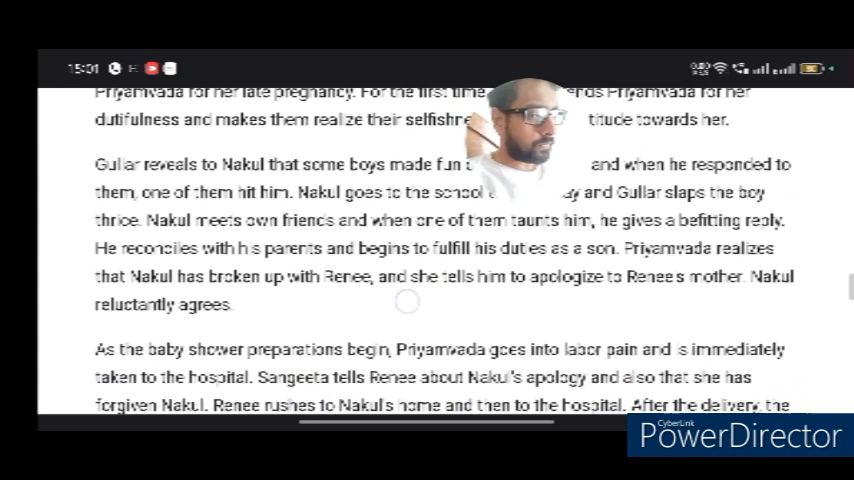 15:01
Priyamvada for her late pregnancy. For the first time, ends Priyamvada for her
dutifulness and makes them realize their selfishne titude towards her.
Gullar reveals to Nakul that some boys made fun and when he responded to
them, one of them hit him. Nakul goes to the school ay and Gullar slaps the boy
thrice. Nakul meets own friends and when one of them taunts him, he gives a befitting reply.
He reconciles with his parents and begins to fulfill his duties as a son. Priyamvada realizes
that Nakul has broken up with Renee, and she tells him to apologize to Renee's mother. Nakul
reluctantly agrees.
As the baby shower preparations begin, Priyamvada goes into labor pain and is immediately
taken to the hospital. Sangeeta tells Renee about Nakul's apology and also that she has
forgiven Nakul. Renee rushes to Nakul's home and then to the hospital. After the delivery, the
CyberLink
PowerDirector